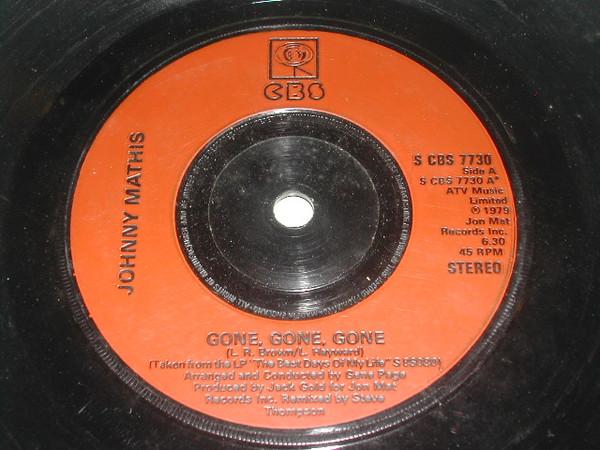 CBS
JOHNNY MATHIS
S CBS 7730
Side A
S CBS 7730 A*
ATV Music
Limited
℗ 1979
Jon Mat
Records Inc.
6.30
45 RPM
STEREO
GONE, GONE, GONE
(L. R. Brown/L. Hayward)
(Taken from the LP "The Best Days Of My Life"
Arranged and Conducted by Gene Page
Produced by Jack Gold for Jon Mat
Records Inc. Remixed by Steve
Thompson